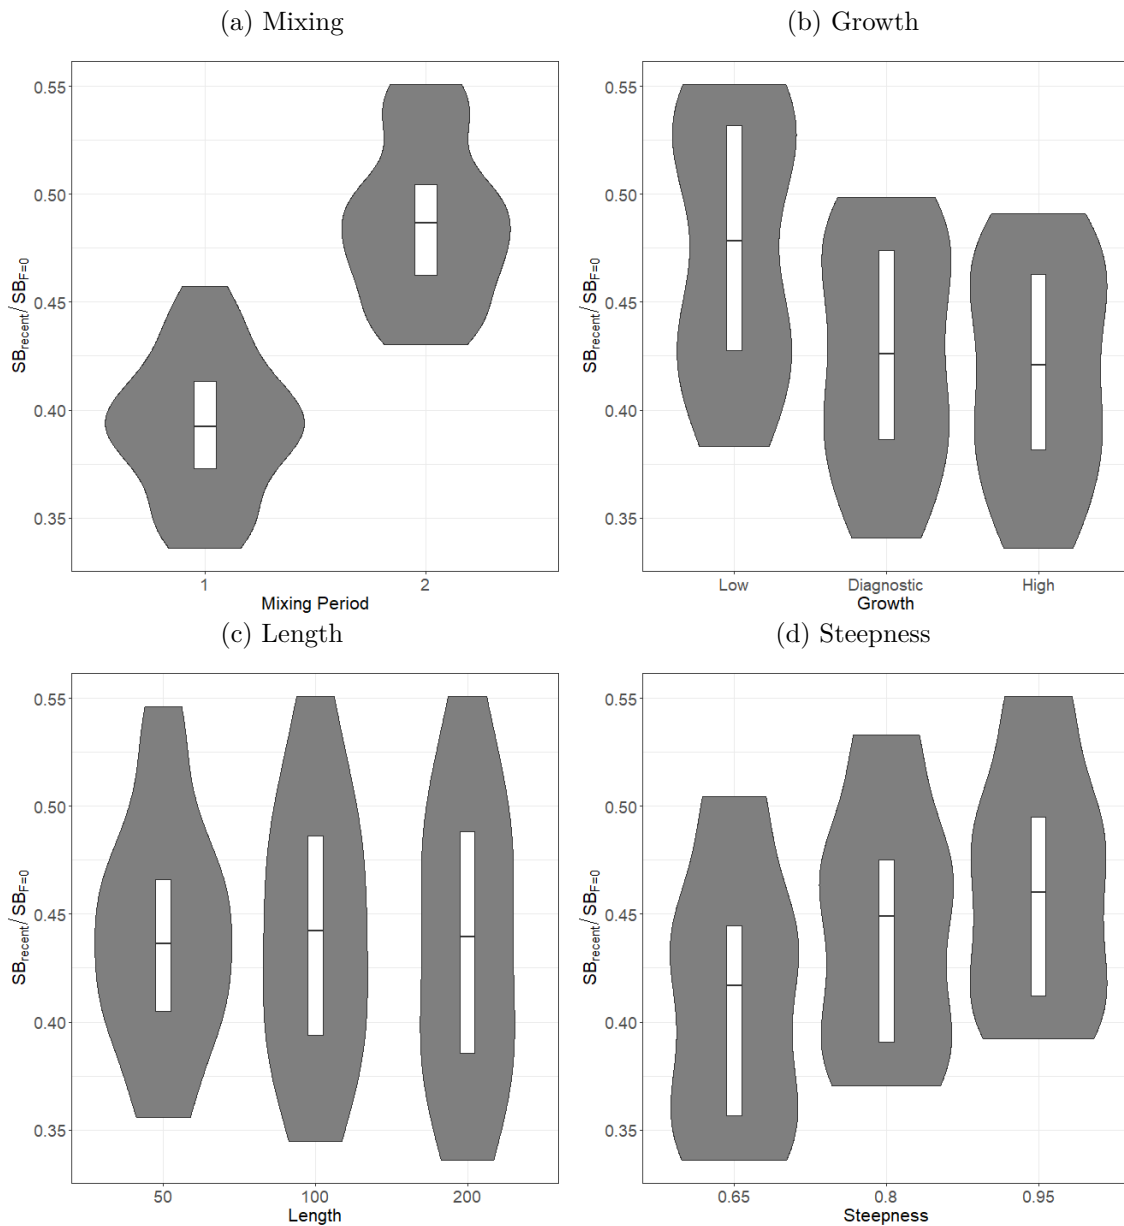 (a) Mixing
0.55
0.50
0.45
0.40
0.35
SBrecent/ SBF=0
1
2
Mixing Period
(b) Growth
0.55
0.50
0.45
0.40
0.35
SBrecent/ SBF=0
Low
Diagnostic
High
Growth
(c) Length
0.55
0.50
0.45
0.40
0.35
SBrecent/ SBF=0
50
100
200
Length
(d) Steepness
0.55
0.50
0.45
0.40
0.35
SBrecent/ SBF=0
0.65
0.8
0.95
Steepness